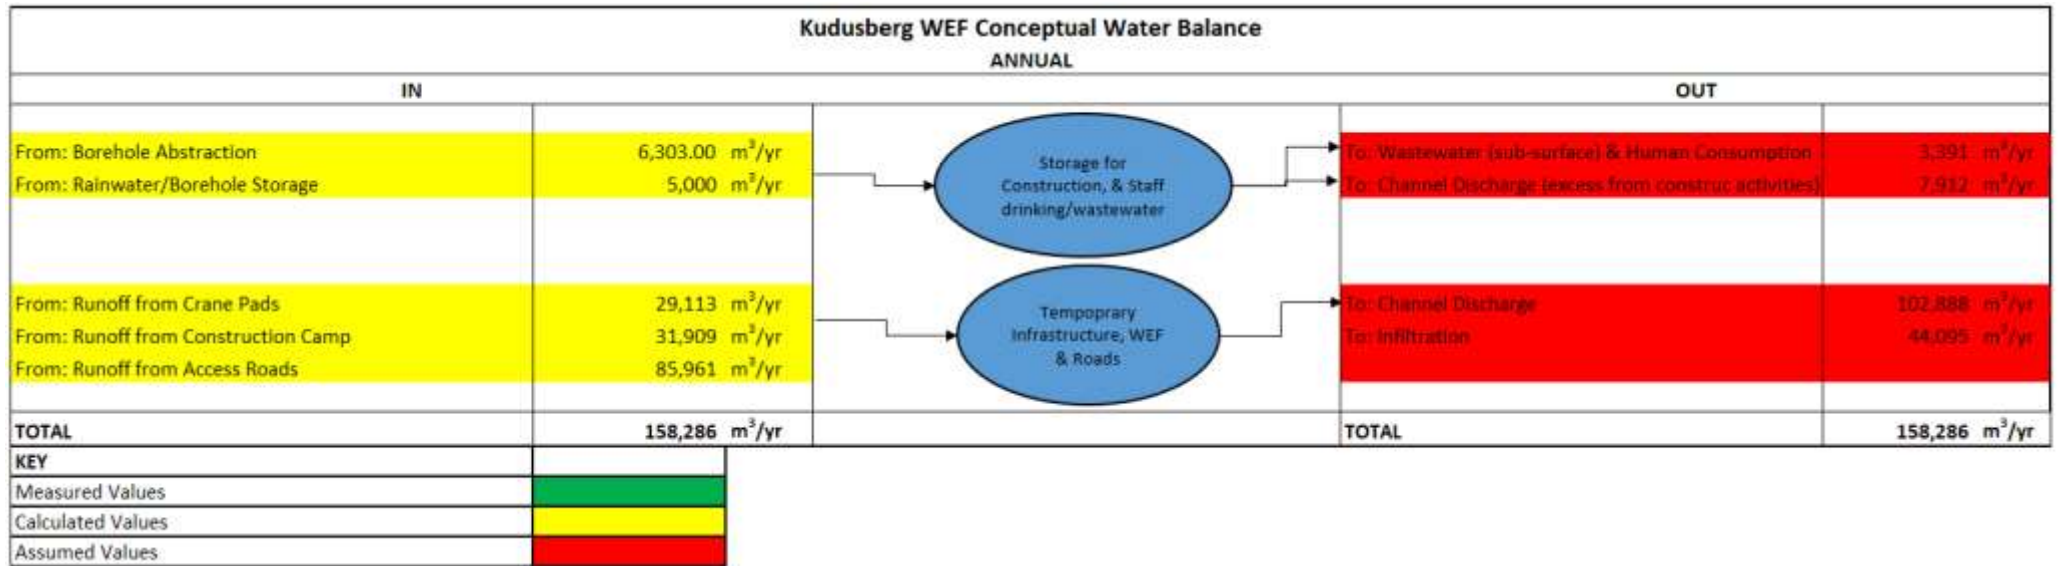 Kudusberg WEF Conceptual Water Balance
ANNUAL
IN OUT
From: Borehole Abstraction 6,303.00 m³/yr
From: Rainwater/Borehole Storage 5,000 m³/yr
Storage for
Construction, & Staff
drinking/wastewater
To: Wastewater (sub-surface) & Human Consumption 3,391 m³/yr
To: Channel Discharge (excess from construc activities) 7,912 m³/yr
From: Runoff from Crane Pads 29,113 m³/yr
From: Runoff from Construction Camp 31,909 m³/yr
From: Runoff from Access Roads 85,961 m³/yr
Tempoprary
Infrastructure, WEF
& Roads
To: Channel Discharge 102,888 m³/yr
To: Infiltration 44,095 m³/yr
TOTAL 158,286 m³/yr TOTAL 158,286 m³/yr
KEY
Measured Values
Calculated Values
Assumed Values